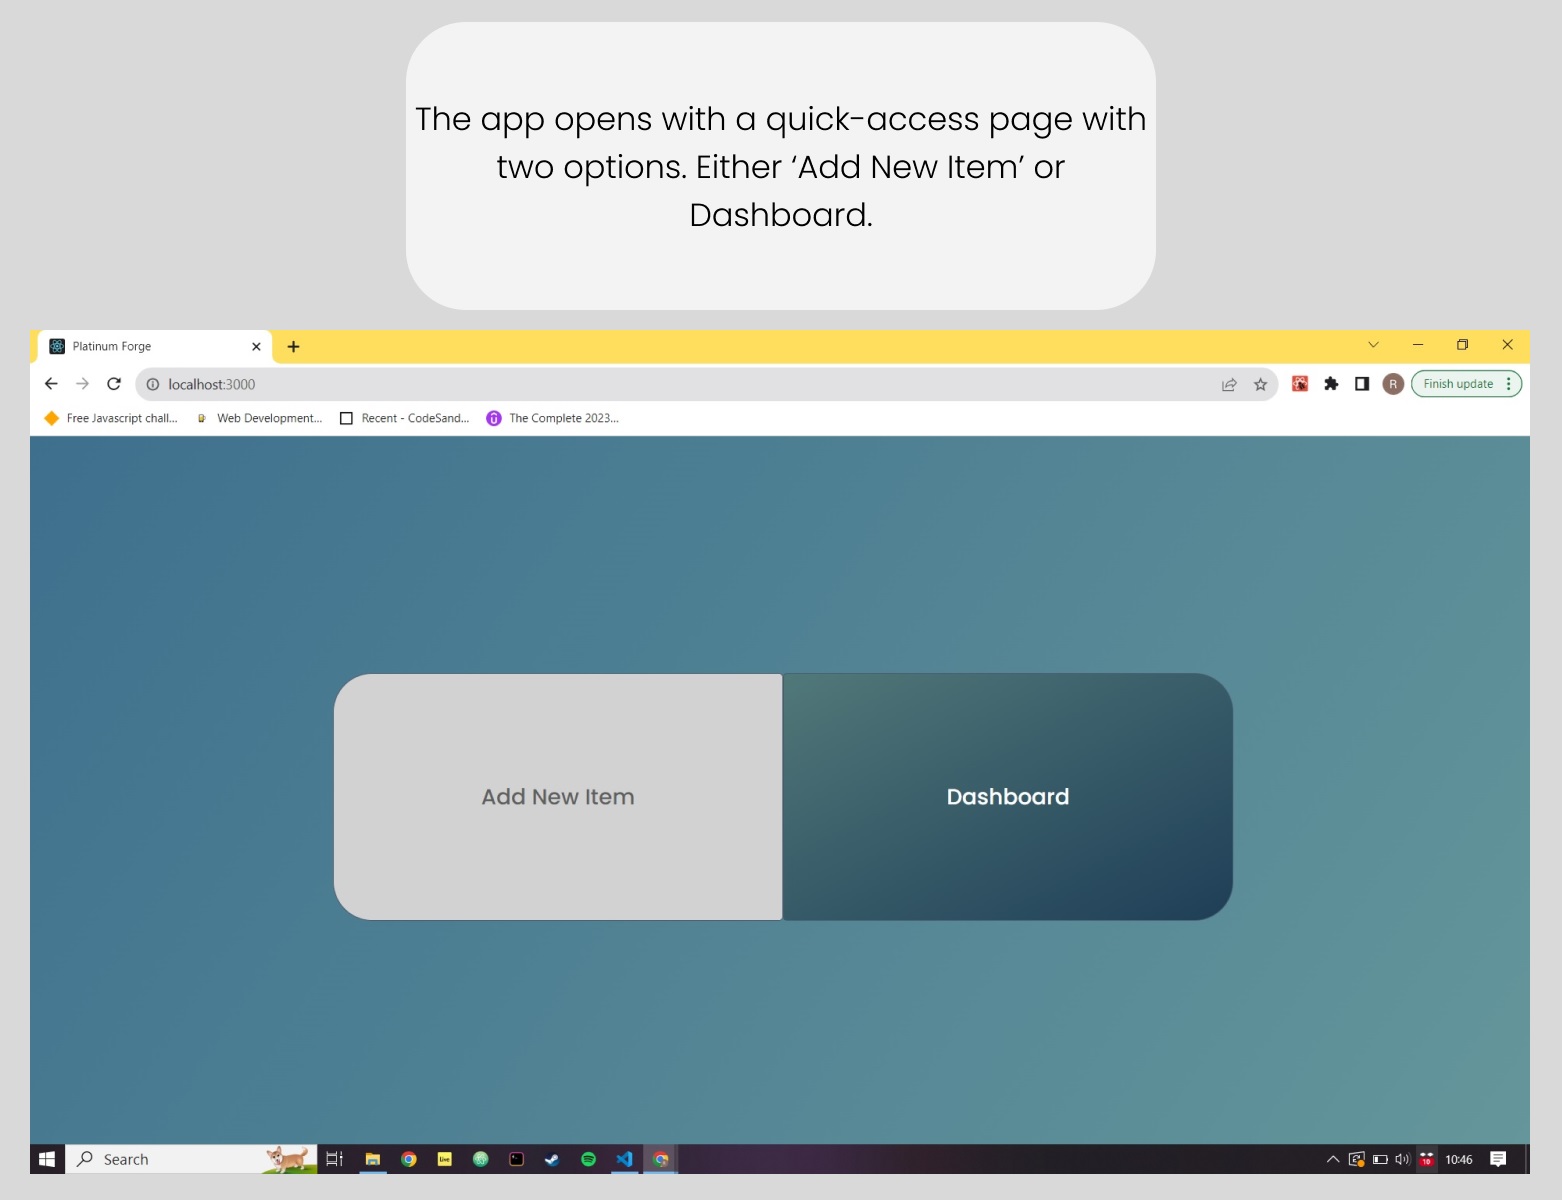 The app opens with a quick-access page with
two options. Either ‘Add New Item’ or
Dashboard.
Platinum Forge
localhost:3000
R
Finish update
Free Javascript chall...
Web Development...
Recent - CodeSand...
The Complete 2023...
Add New Item
Dashboard
Search
Live
10
10:46